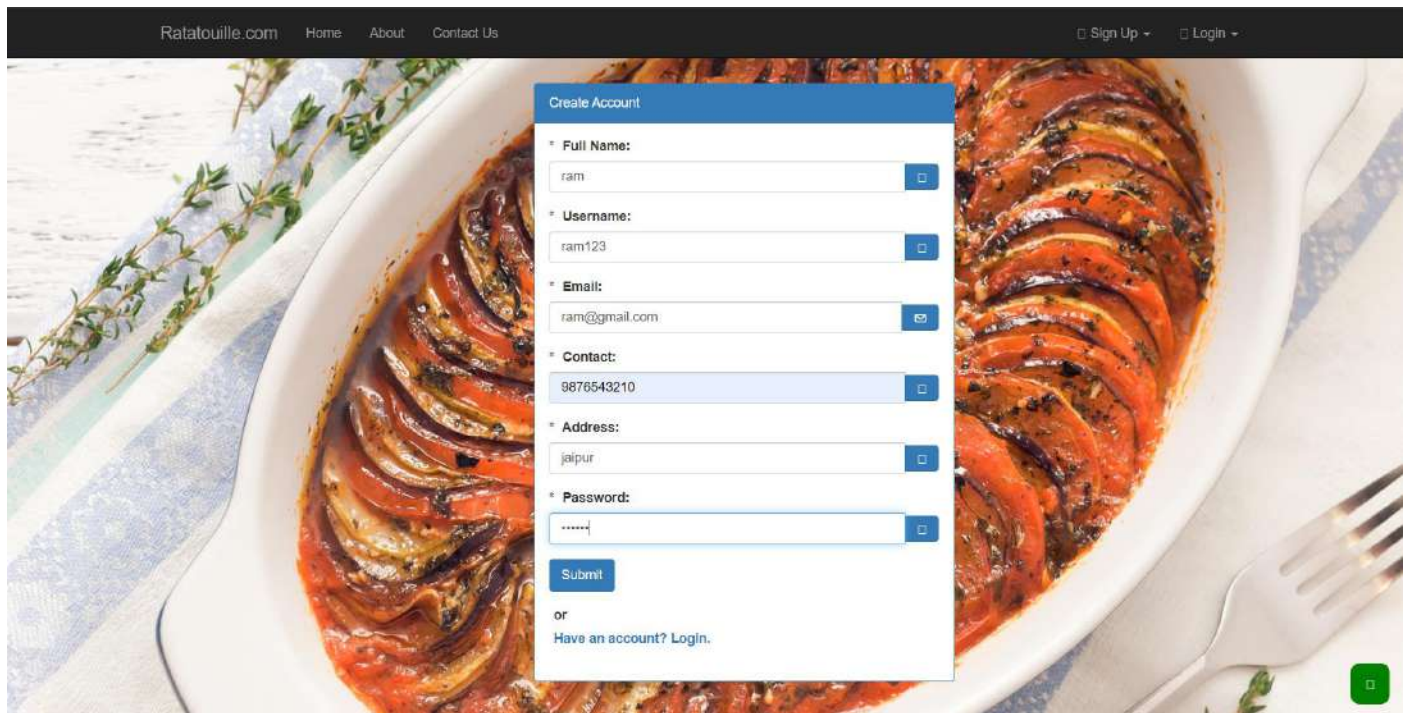 Ratatouille.com Home About Contact Us Sign Up Login
Create Account
* Full Name:
ram
* Username:
ram123
* Email:
ram@gmail.com
* Contact:
9876543210
* Address:
jaipur
* Password:
••••••
Submit
or
Have an account? Login.